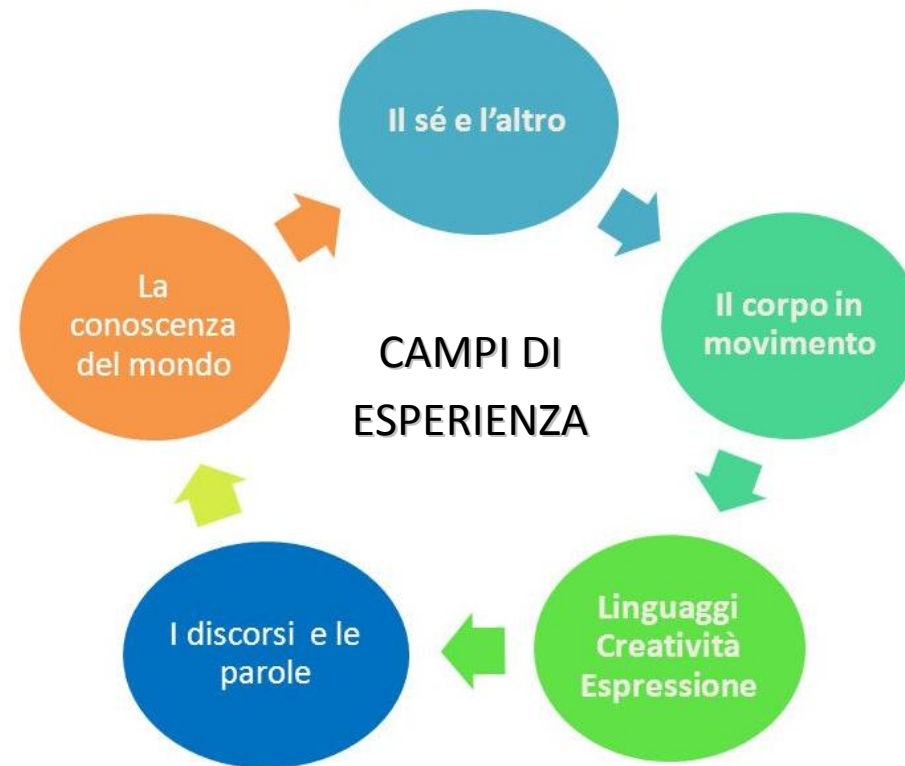 Il sé e l’altro
Il corpo in
movimento
Linguaggi
Creatività
Espressione
I discorsi e le
parole
La
conoscenza
del mondo
CAMPI DI
ESPERIENZA